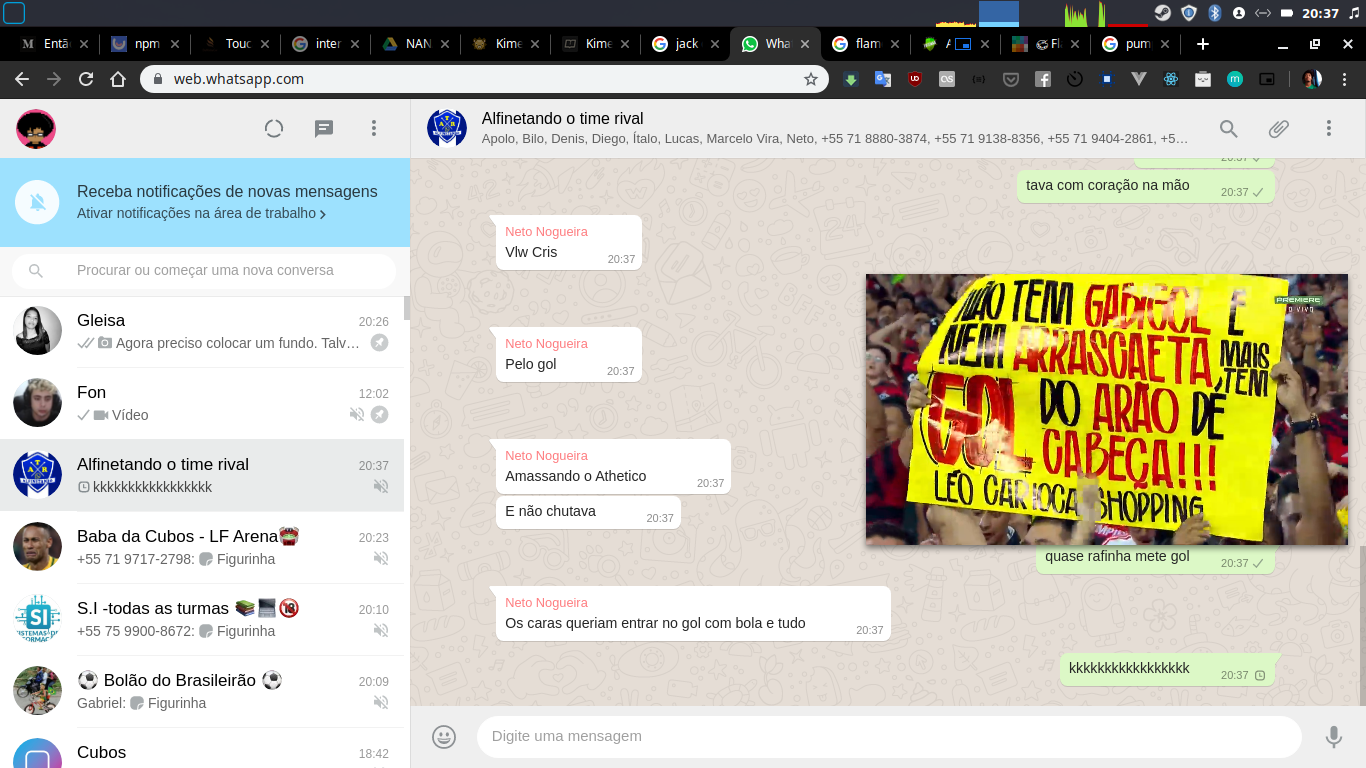 20:37
Entã
npm
Touc
inter
NAN
Kime
Kime
jack
Wha
flam
A
Fl
pum
web.whatsapp.com
Alfinetando o time rival
Apolo, Bilo, Denis, Diego, Ítalo, Lucas, Marcelo Vira, Neto, +55 71 8880-3874, +55 71 9138-8356, +55 71 9404-2861, +5…
Receba notificações de novas mensagens
Ativar notificações na área de trabalho
Procurar ou começar uma nova conversa
Gleisa
20:26
Agora preciso colocar um fundo. Talv…
Fon
12:02
Vídeo
Alfinetando o time rival
20:37
kkkkkkkkkkkkkkkkk
Baba da Cubos - LF Arena
20:23
+55 71 9717-2798: Figurinha
S.I -todas as turmas
20:10
+55 75 9900-8672: Figurinha
Bolão do Brasileirão
20:09
Gabriel: Figurinha
Cubos
18:42
20:37
tava com coração na mão
20:37
Neto Nogueira
Vlw Cris
20:37
Neto Nogueira
Pelo gol
20:37
Neto Nogueira
Amassando o Athetico
20:37
E não chutava
20:37
NÃO TEM GABIGOL E
NEM ARRASCAETA, MAIS
TEM
GOL DO ARÃO DE
CABEÇA!!!
LÉO CARIOCA SHOPPING
PREMIERE
AO VIVO
quase rafinha mete gol
20:37
Neto Nogueira
Os caras queriam entrar no gol com bola e tudo
20:37
kkkkkkkkkkkkkkkkk
20:37
Digite uma mensagem